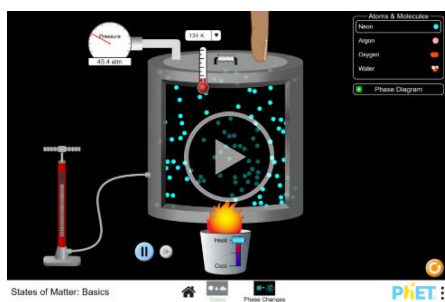 Pressure
45.4 atm
134 K
Atoms & Molecules
Neon
Argon
Oxygen
Water
Phase Diagram
Heat
Cool
States of Matter: Basics
States
Phase Changes
PhET